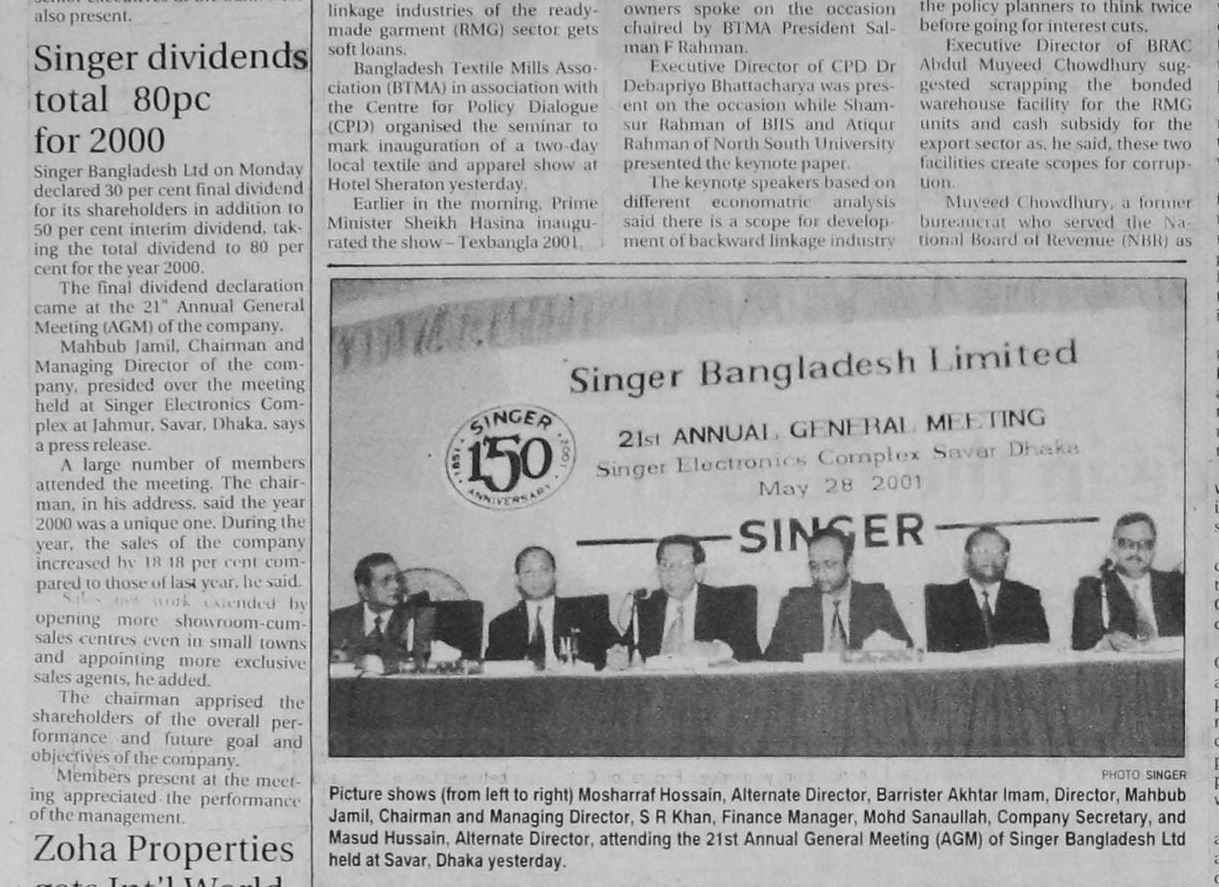 also present.
Singer dividends
total 80pc
for 2000
Singer Bangladesh Ltd on Monday
declared 30 per cent final dividend
for its shareholders in addition to
50 per cent interim dividend, tak-
ing the total dividend to 80 per
cent for the year 2000.
The final dividend declaration
came at the 21st Annual General
Meeting (AGM) of the company.
Mahbub Jamil, Chairman and
Managing Director of the com-
pany, presided over the meeting
held at Singer Electronics Com-
plex at Jahmur, Savar, Dhaka, says
a press release.
A large number of members
attended the meeting. The chair-
man, in his address, said the year
2000 was a unique one. During the
year, the sales of the company
increased by 18 18 per cent com-
pared to those of last year, he said.
Sales net work extended by
opening more showroom-cum-
sales centres even in small towns
and appointing more exclusive
sales agents, he added.
The chairman apprised the
shareholders of the overall per-
formance and future goal and
objectives of the company.
Members present at the meet-
ing appreciated the performance
of the management.
Zoha Properties
gets Int'l World
linkage industries of the ready-
made garment (RMG) sector gets
soft loans.
Bangladesh Textile Mills Asso-
ciation (BTMA) in association with
the Centre for Policy Dialogue
(CPD) organised the seminar to
mark inauguration of a two-day
local textile and apparel show at
Hotel Sheraton yesterday.
Earlier in the morning, Prime
Minister Sheikh Hasina inaugu-
rated the show – Texbangla 2001.
owners spoke on the occasion
chaired by BTMA President Sal-
man F Rahman.
Executive Director of CPD Dr
Debapriyo Bhattacharya was pres-
ent on the occasion while Sham-
sur Rahman of BIIS and Atiqur
Rahman of North South University
presented the keynote paper.
The keynote speakers based on
different economatric analysis
said there is a scope for develop-
ment of backward linkage industry
the policy planners to think twice
before going for interest cuts.
Executive Director of BRAC
Abdul Muyeed Chowdhury sug-
gested scrapping the bonded
warehouse facility for the RMG
units and cash subsidy for the
export sector as, he said, these two
facilities create scopes for corrup-
tion.
Muyeed Chowdhury, a former
bureaucrat who served the Na-
tional Board of Revenue (NBR) as
Singer Bangladesh Limited
21st ANNUAL GENERAL MEETING
Singer Electronics Complex Savar Dhaka
May 28 2001
SINGER
1851 150 2001
ANNIVERSARY
SINGER
PHOTO SINGER
Picture shows (from left to right) Mosharraf Hossain, Alternate Director, Barrister Akhtar Imam, Director, Mahbub
Jamil, Chairman and Managing Director, S R Khan, Finance Manager, Mohd Sanaullah, Company Secretary, and
Masud Hussain, Alternate Director, attending the 21st Annual General Meeting (AGM) of Singer Bangladesh Ltd
held at Savar, Dhaka yesterday.